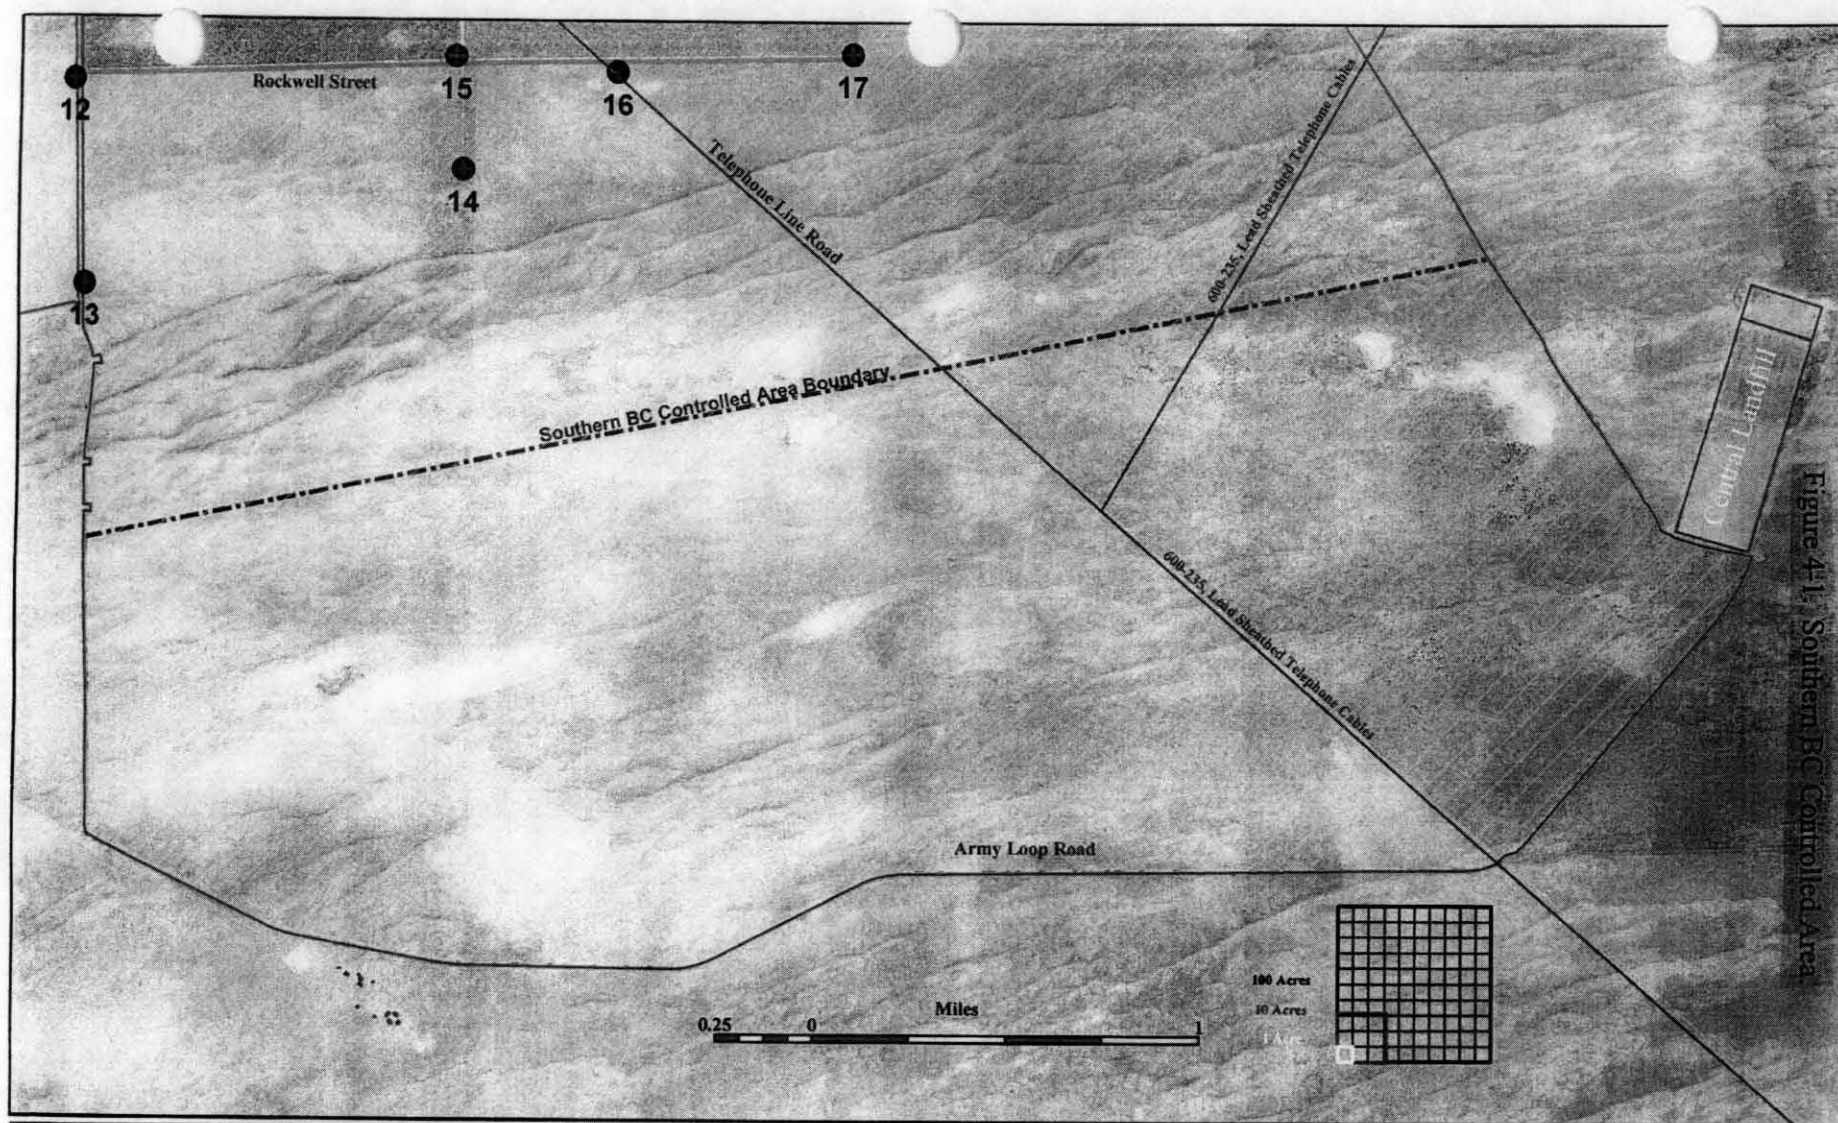 12
Rockwell Street
15
16
17
14
13
Telephone Line Road
600-235, Lead Sheathed Telephone Cables
Southern BC Controlled Area Boundary
Central Landfill
600-235, Lead Sheathed Telephone Cables
Army Loop Road
Miles
0.25 0 1
100 Acres
10 Acres
1 Acre
Figure 4-1. Southern BC Controlled Area